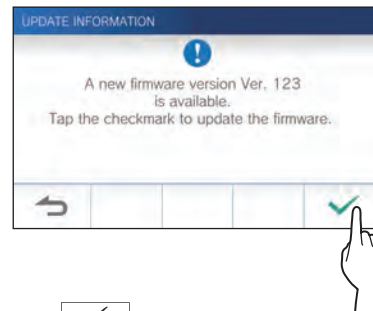 UPDATE INFORMATION
A new firmware version Ver. 123
is available.
Tap the checkmark to update the firmware.